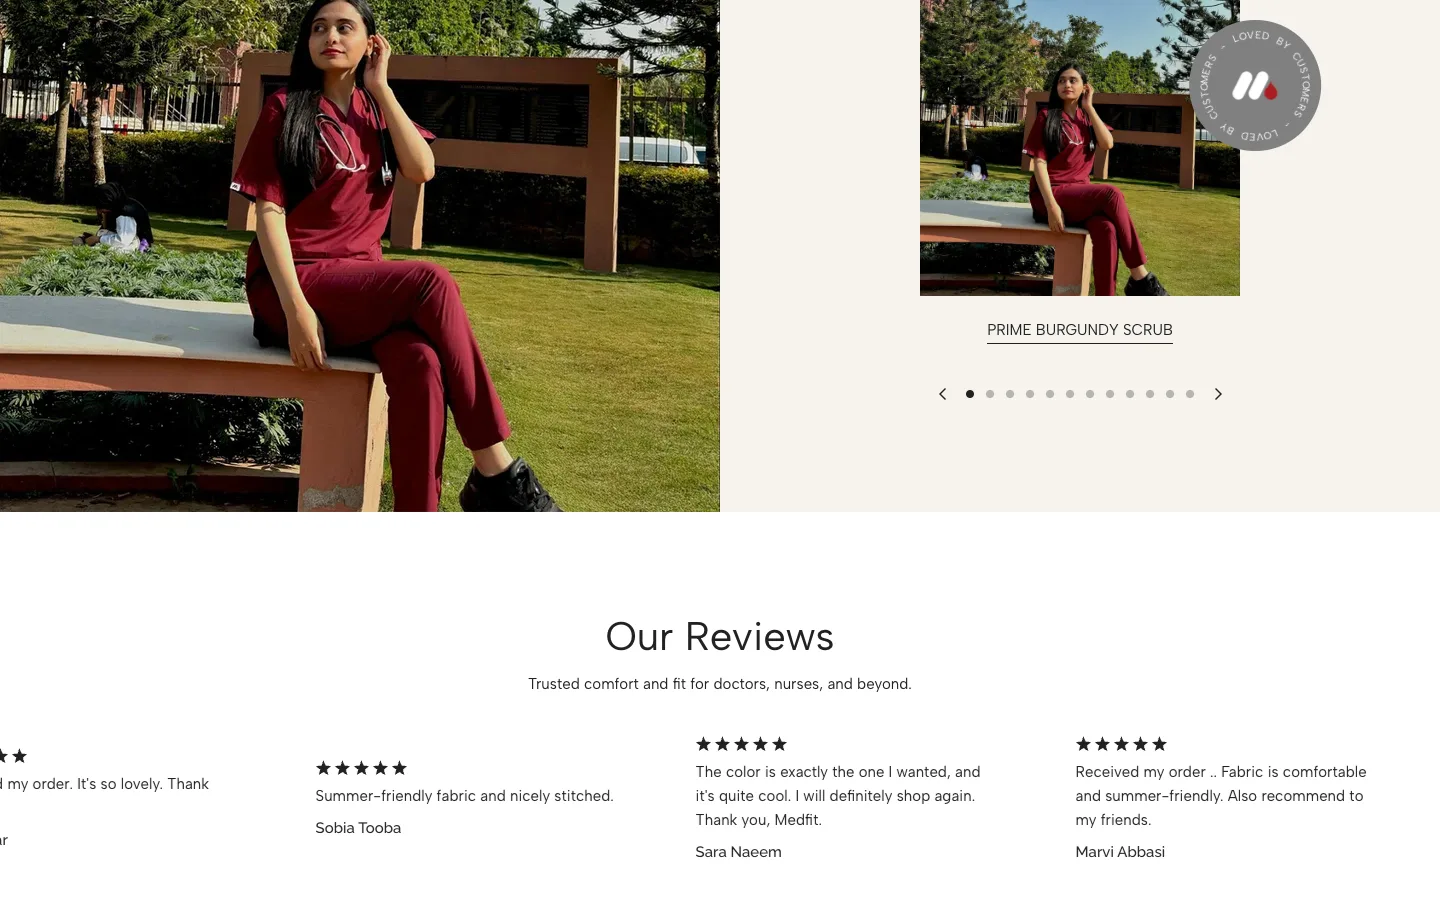 LOVED BY CUSTOMERS - LOVED BY CUSTOMERS -
PRIME BURGUNDY SCRUB
Our Reviews
Trusted comfort and fit for doctors, nurses, and beyond.
my order. It's so lovely. Thank
Summer-friendly fabric and nicely stitched.
Sobia Tooba
The color is exactly the one I wanted, and
it's quite cool. I will definitely shop again.
Thank you, Medfit.
Sara Naeem
Received my order .. Fabric is comfortable
and summer-friendly. Also recommend to
my friends.
Marvi Abbasi